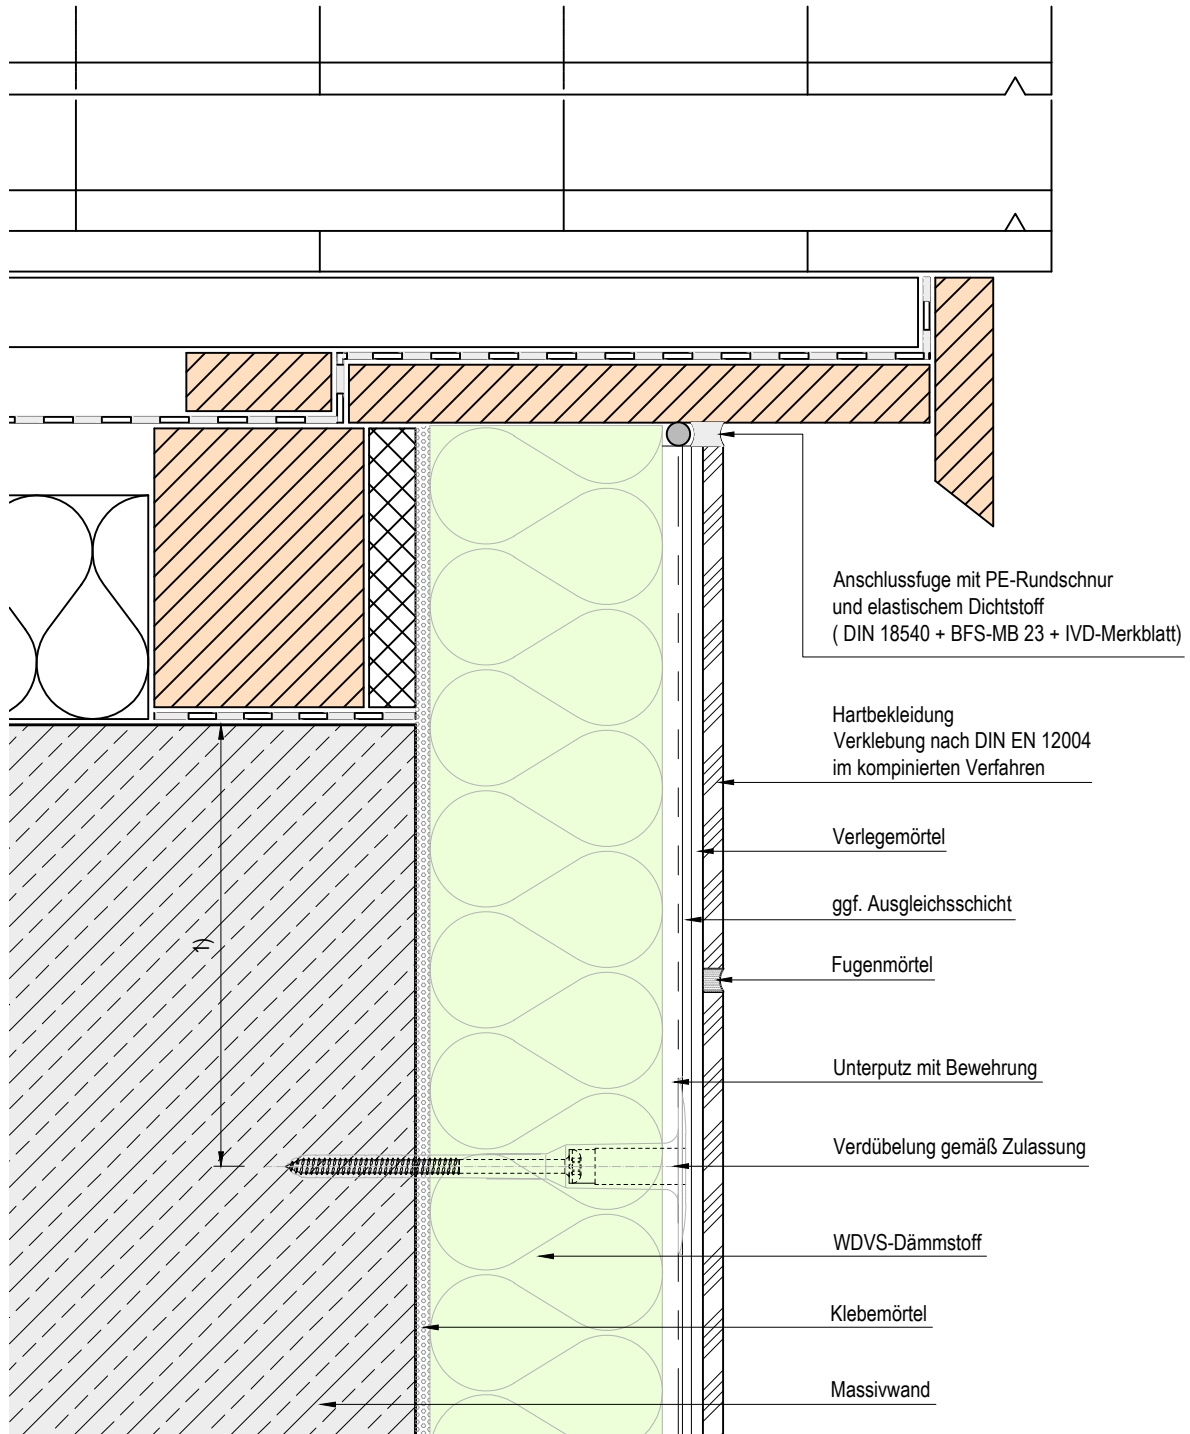 Anschlussfuge mit PE-Rundschnur
und elastischem Dichtstoff
( DIN 18540 + BFS-MB 23 + IVD-Merkblatt)
Hartbekleidung
Verklebung nach DIN EN 12004
im kompinierten Verfahren
Verlegemörtel
ggf. Ausgleichsschicht
1)
Fugenmörtel
Unterputz mit Bewehrung
Verdübelung gemäß Zulassung
WDVS-Dämmstoff
Klebemörtel
Massivwand